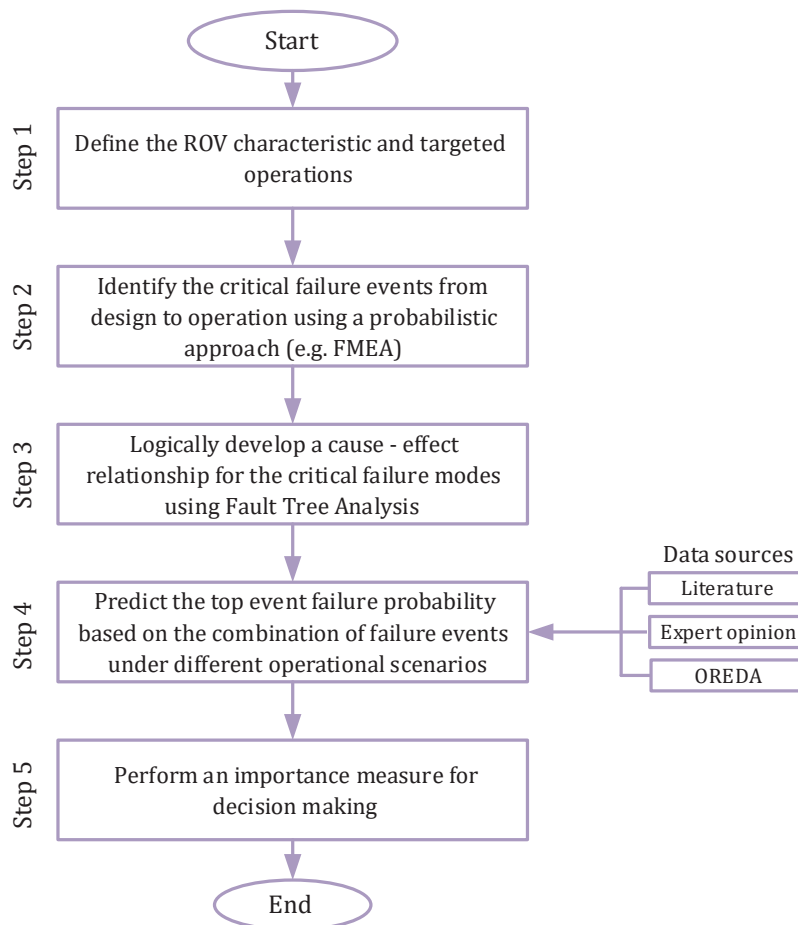 Start
Step 1
Define the ROV characteristic and targeted
operations
Step 2
Identify the critical failure events from
design to operation using a probabilistic
approach (e.g. FMEA)
Step 3
Logically develop a cause - effect
relationship for the critical failure modes
using Fault Tree Analysis
Step 4
Predict the top event failure probability
based on the combination of failure events
under different operational scenarios
Data sources
Literature
Expert opinion
OREDA
Step 5
Perform an importance measure for
decision making
End